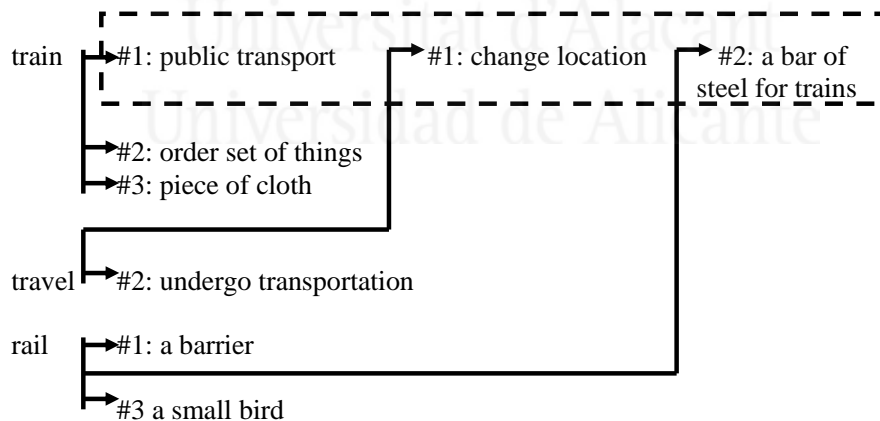 Universitat d'Alacant
train #1: public transport #1: change location #2: a bar of
steel for trains
Universidad de Alicante
#2: order set of things
#3: piece of cloth
travel #2: undergo transportation
rail #1: a barrier
#3 a small bird